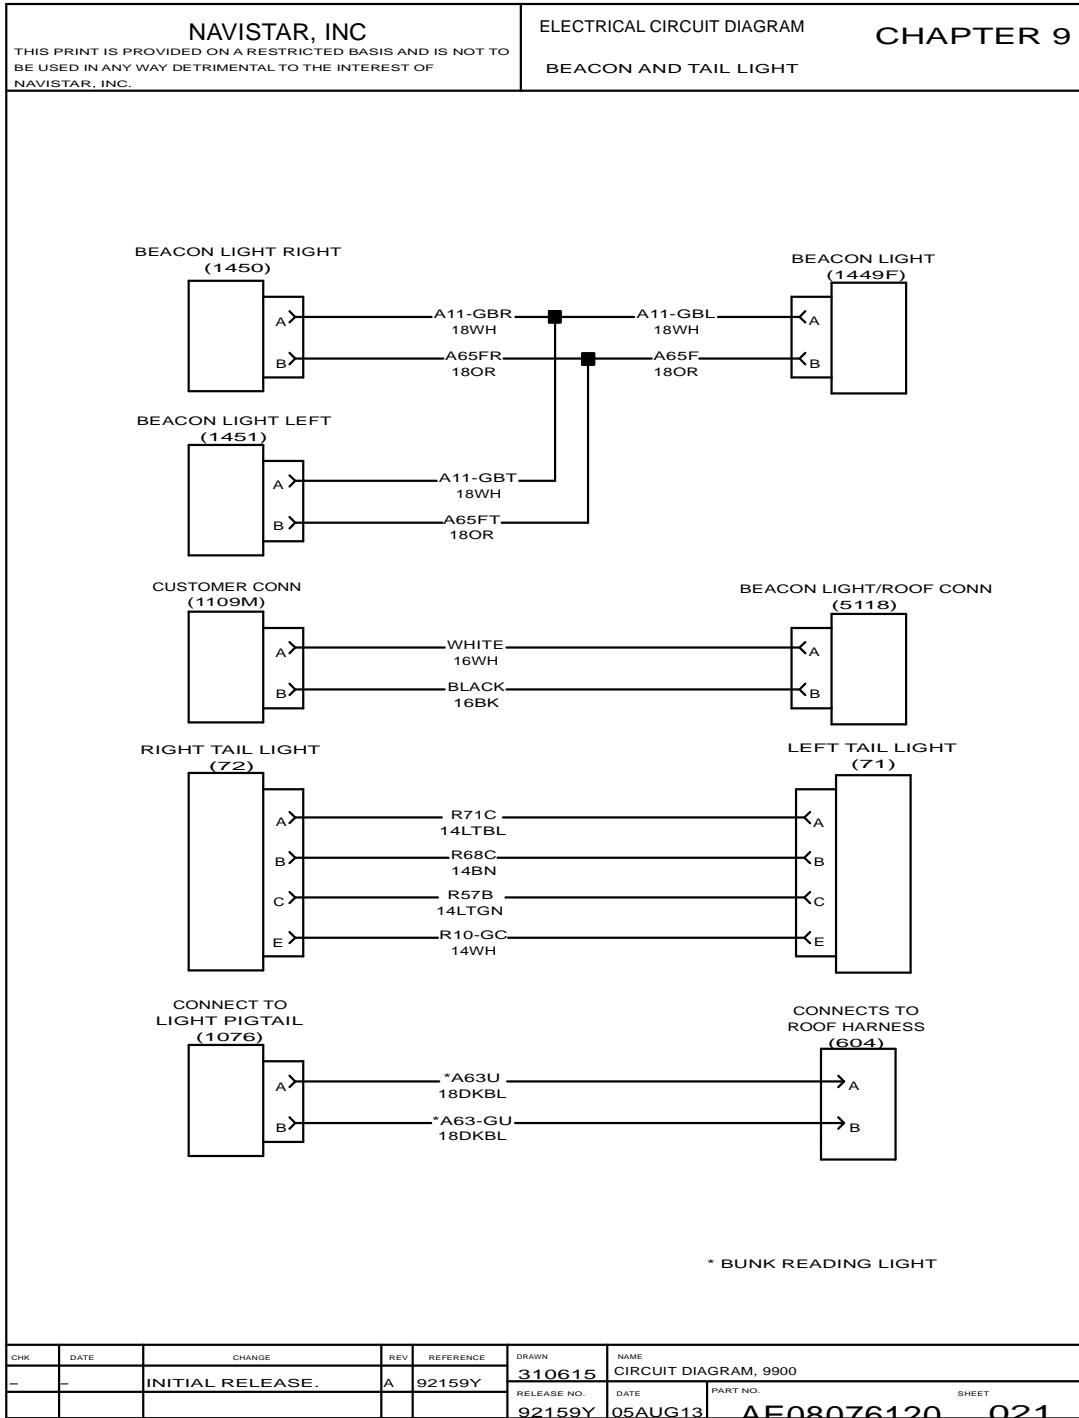 NAVISTAR, INC
THIS PRINT IS PROVIDED ON A RESTRICTED BASIS AND IS NOT TO
BE USED IN ANY WAY DETRIMENTAL TO THE INTEREST OF
NAVISTAR, INC.
ELECTRICAL CIRCUIT DIAGRAM
BEACON AND TAIL LIGHT
CHAPTER 9
BEACON LIGHT RIGHT
(1450)
A
B
A11-GBR
18WH
A65FR
18OR
A11-GBL
18WH
A65F
18OR
BEACON LIGHT
(1449F)
A
B
BEACON LIGHT LEFT
(1451)
A
B
A11-GBT
18WH
A65FT
18OR
CUSTOMER CONN
(1109M)
A
B
WHITE
16WH
BLACK
16BK
BEACON LIGHT/ROOF CONN
(5118)
A
B
RIGHT TAIL LIGHT
(72)
A
B
C
E
R71C
14LTBL
R68C
14BN
R57B
14LTGN
R10-GC
14WH
LEFT TAIL LIGHT
(71)
A
B
C
E
CONNECT TO
LIGHT PIGTAIL
(1076)
A
B
*A63U
18DKBL
*A63-GU
18DKBL
CONNECTS TO
ROOF HARNESS
(604)
A
B
* BUNK READING LIGHT
CHK DATE CHANGE REV REFERENCE
– – INITIAL RELEASE. A 92159Y
DRAWN
310615
NAME
CIRCUIT DIAGRAM, 9900
RELEASE NO.
92159Y
DATE
05AUG13
PART NO.
AE08076120
SHEET
021